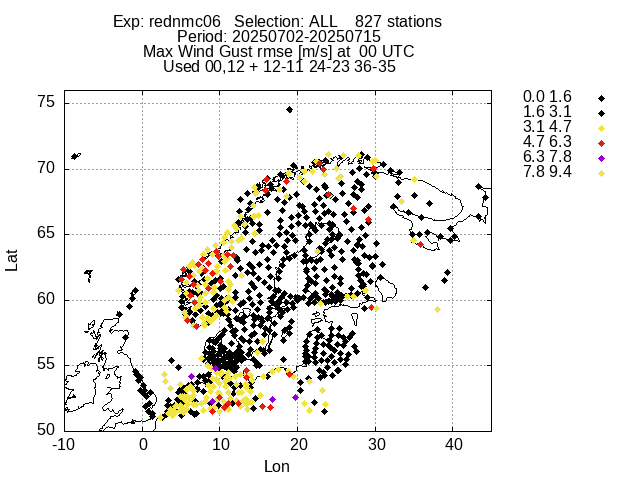 Exp: rednmc06   Selection: ALL    827 stations
Period: 20250702-20250715
Max Wind Gust rmse [m/s] at  00 UTC
Used 00,12 + 12-11 24-23 36-35
0.0 1.6
1.6 3.1
3.1 4.7
4.7 6.3
6.3 7.8
7.8 9.4
75
70
65
60
55
50
Lat
-10 0 10 20 30 40
Lon